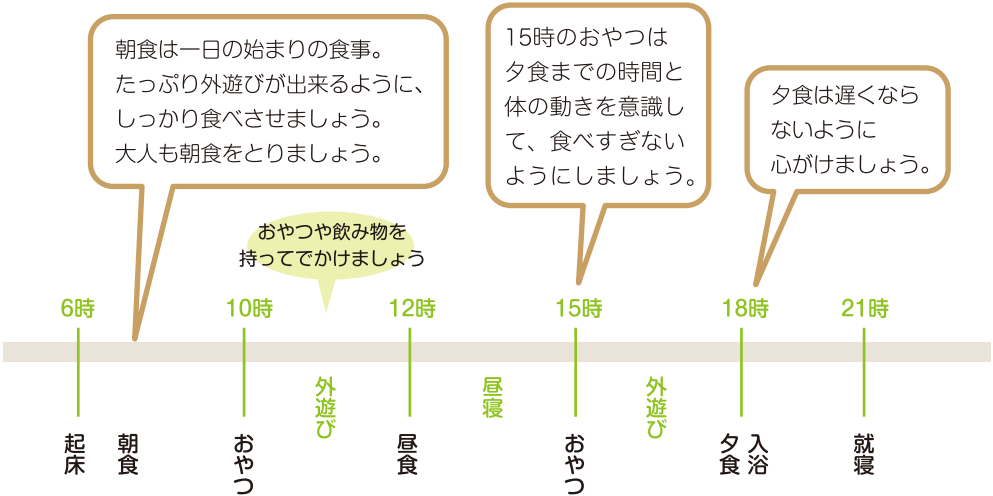 朝食は一日の始まりの食事。
たっぷり外遊びが出来るように、
しっかり食べさせましょう。
大人も朝食をとりましょう。
15時のおやつは
夕食までの時間と
体の動きを意識し
て、食べすぎない
ようにしましょう。
夕食は遅くなら
ないように
心がけましょう。
おやつや飲み物を
持ってでかけましょう
6時
10時
12時
15時
18時
21時
外遊び
昼寝
外遊び
起床
朝食
おやつ
昼食
おやつ
入浴
夕食
就寝